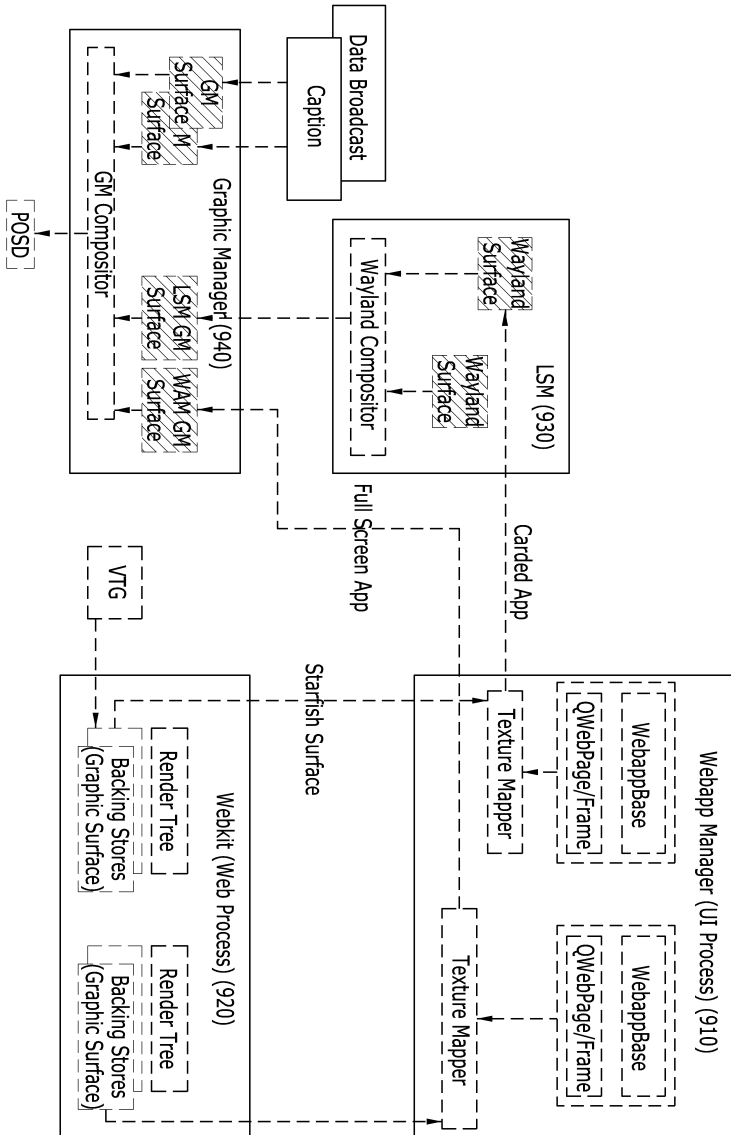 Webapp Manager (UI Process) (910)
WebappBase
QWebPage/Frame
Texture Mapper
WebappBase
QWebPage/Frame
Texture Mapper
Carded App
Full Screen App
Starfish Surface
LSM (930)
Wayland
Surface
Wayland
Surface
Wayland Compositor
Data Broadcast
Caption
Graphic Manager (940)
GM
Surface
M
Surface
LSM GM
Surface
WAM GM
Surface
GM Compositor
POSD
VTG
Webkit (Web Process) (920)
Render Tree
Backing Stores
(Graphic Surface)
Render Tree
Backing Stores
(Graphic Surface)